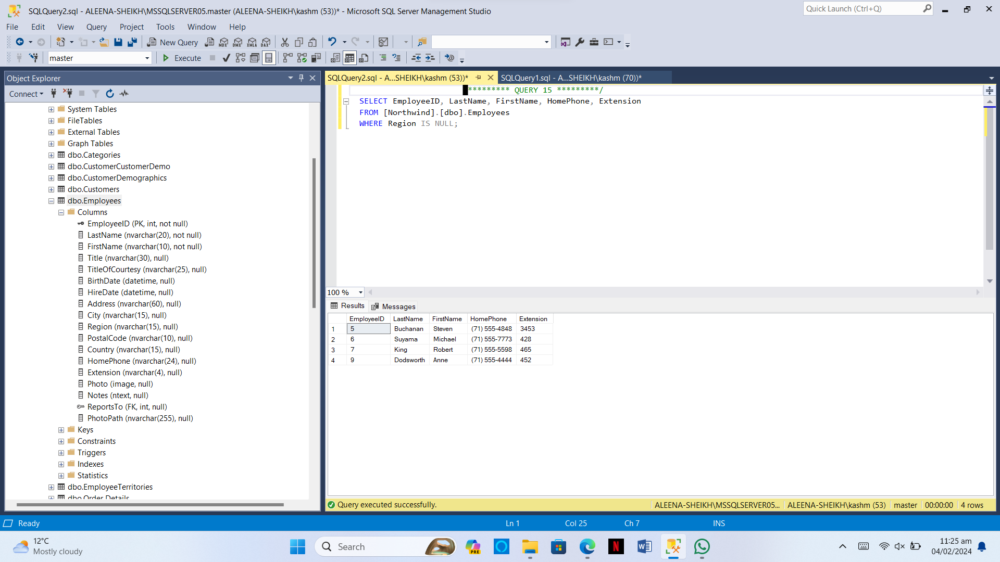 SQLQuery2.sql - ALEENA-SHEIKH\MSSQLSERVER05.master (ALEENA-SHEIKH\kashm (53))* - Microsoft SQL Server Management Studio
Quick Launch (Ctrl+Q)
File Edit View Query Project Tools Window Help
New Query MDX DMX XMLA DAX
master Execute
Object Explorer
Connect
System Tables
FileTables
External Tables
Graph Tables
dbo.Categories
dbo.CustomerCustomerDemo
dbo.CustomerDemographics
dbo.Customers
dbo.Employees
Columns
EmployeeID (PK, int, not null)
LastName (nvarchar(20), not null)
FirstName (nvarchar(10), not null)
Title (nvarchar(30), null)
TitleOfCourtesy (nvarchar(25), null)
BirthDate (datetime, null)
HireDate (datetime, null)
Address (nvarchar(60), null)
City (nvarchar(15), null)
Region (nvarchar(15), null)
PostalCode (nvarchar(10), null)
Country (nvarchar(15), null)
HomePhone (nvarchar(24), null)
Extension (nvarchar(4), null)
Photo (image, null)
Notes (ntext, null)
ReportsTo (FK, int, null)
PhotoPath (nvarchar(255), null)
Keys
Constraints
Triggers
Indexes
Statistics
dbo.EmployeeTerritories
dbo.Order Details
SQLQuery2.sql - A...SHEIKH\kashm (53))* SQLQuery1.sql - A...SHEIKH\kashm (70))*
********* QUERY 15 *********/
SELECT EmployeeID, LastName, FirstName, HomePhone, Extension
FROM [Northwind].[dbo].Employees
WHERE Region IS NULL;
100 %
Results Messages
EmployeeID LastName FirstName HomePhone Extension
1 5 Buchanan Steven (71) 555-4848 3453
2 6 Suyama Michael (71) 555-7773 428
3 7 King Robert (71) 555-5598 465
4 9 Dodsworth Anne (71) 555-4444 452
Query executed successfully. ALEENA-SHEIKH\MSSQLSERVER05... ALEENA-SHEIKH\kashm (53) master 00:00:00 4 rows
Ready Ln 1 Col 25 Ch 7 INS
12°C
Mostly cloudy
Search
PRE
N
W
11:25 am
04/02/2024